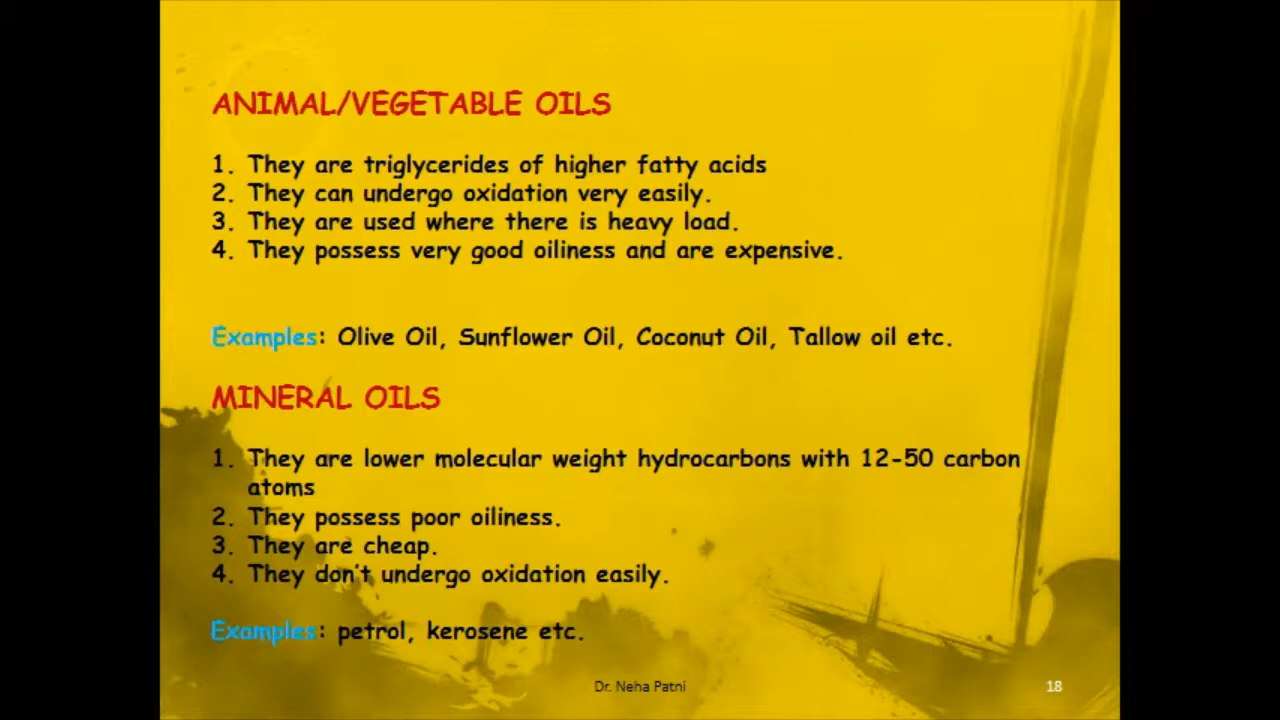 ANIMAL/VEGETABLE OILS
1. They are triglycerides of higher fatty acids
2. They can undergo oxidation very easily.
3. They are used where there is heavy load.
4. They possess very good oiliness and are expensive.
Examples: Olive Oil, Sunflower Oil, Coconut Oil, Tallow oil etc.
MINERAL OILS
1. They are lower molecular weight hydrocarbons with 12-50 carbon
atoms
2. They possess poor oiliness.
3. They are cheap.
4. They don't undergo oxidation easily.
Examples: petrol, kerosene etc.
Dr. Neha Patni
18